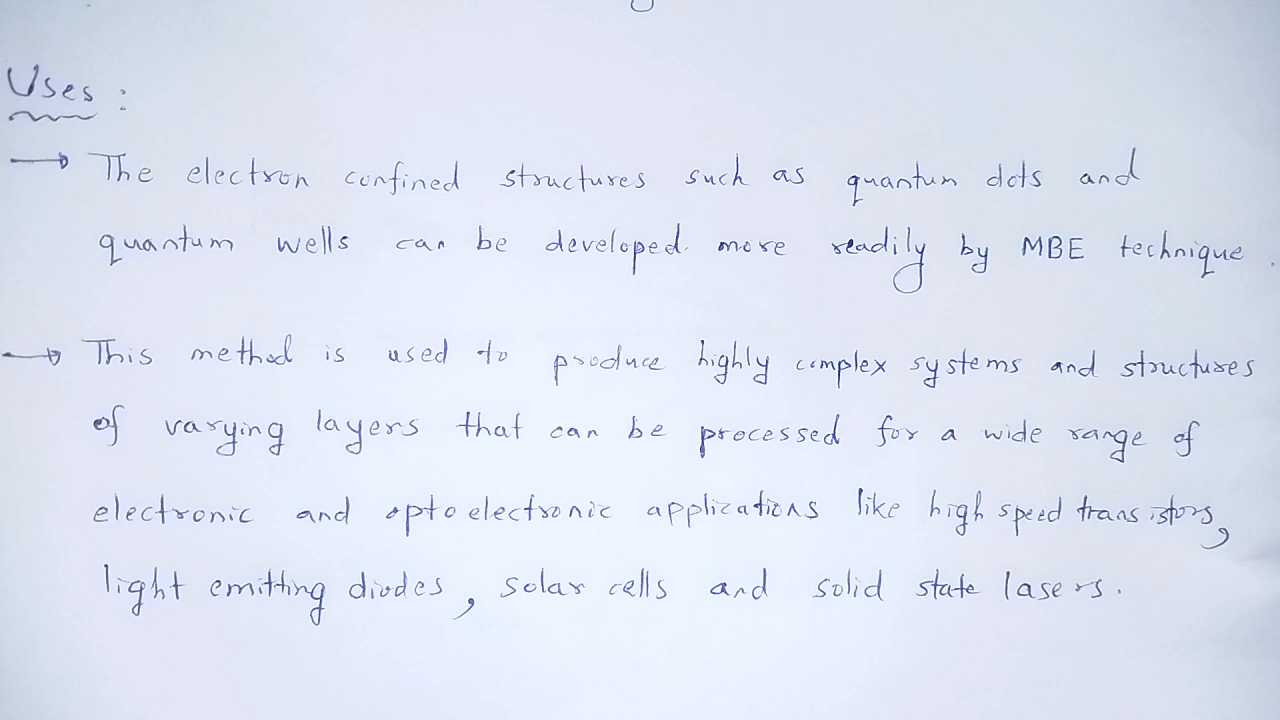 Uses :
→ The electron confined structures such as quantum dots and
quantum wells can be developed more readily by MBE technique.
→ This method is used to produce highly complex systems and structures
of varying layers that can be processed for a wide range of
electronic and optoelectronic applications like high speed transistors,
light emitting diodes, solar cells and solid state lasers.